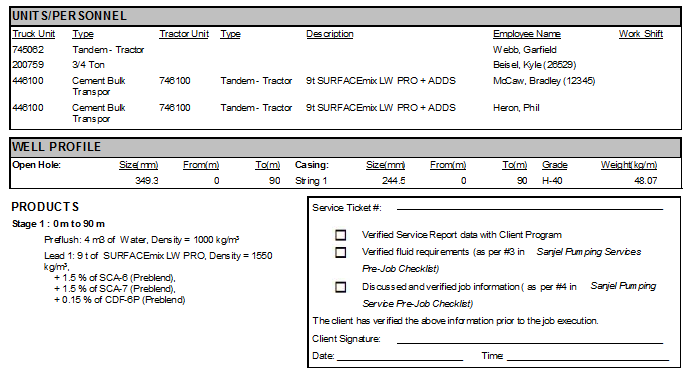 UNITS/PERSONNEL
Truck Unit Type Tractor Unit Type Description Employee Name Work Shift
745062 Tandem - Tractor Webb, Garfield
200759 3/4 Ton Beisel, Kyle (26529)
446100 Cement Bulk Transpor 746100 Tandem - Tractor 9t SURFACEmix LW PRO + ADDS McCaw, Bradley (12345)
446100 Cement Bulk Transpor 746100 Tandem - Tractor 9t SURFACEmix LW PRO + ADDS Heron, Phil
WELL PROFILE
Open Hole: Size(mm) From(m) To(m) Casing: Size(mm) From(m) To(m) Grade Weight(kg/m)
349.3 0 90 String 1 244.5 0 90 H-40 48.07
PRODUCTS
Stage 1 : 0 m to 90 m
Preflush: 4 m3 of Water, Density = 1000 kg/m³
Lead 1: 9 t of SURFACEmix LW PRO, Density = 1550
kg/m³,
+ 1.5 % of SCA-6 (Preblend),
+ 1.5 % of SCA-7 (Preblend),
+ 0.15 % of CDF-6P (Preblend)
Service Ticket #:
Verified Service Report data with Client Program
Verified fluid requirements (as per #3 in Sanjel Pumping Services
Pre-Job Checklist)
Discussed and verified job information ( as per #4 in Sanjel Pumping
Service Pre-Job Checklist)
The client has verified the above information prior to the job execution.
Client Signature:
Date: Time: